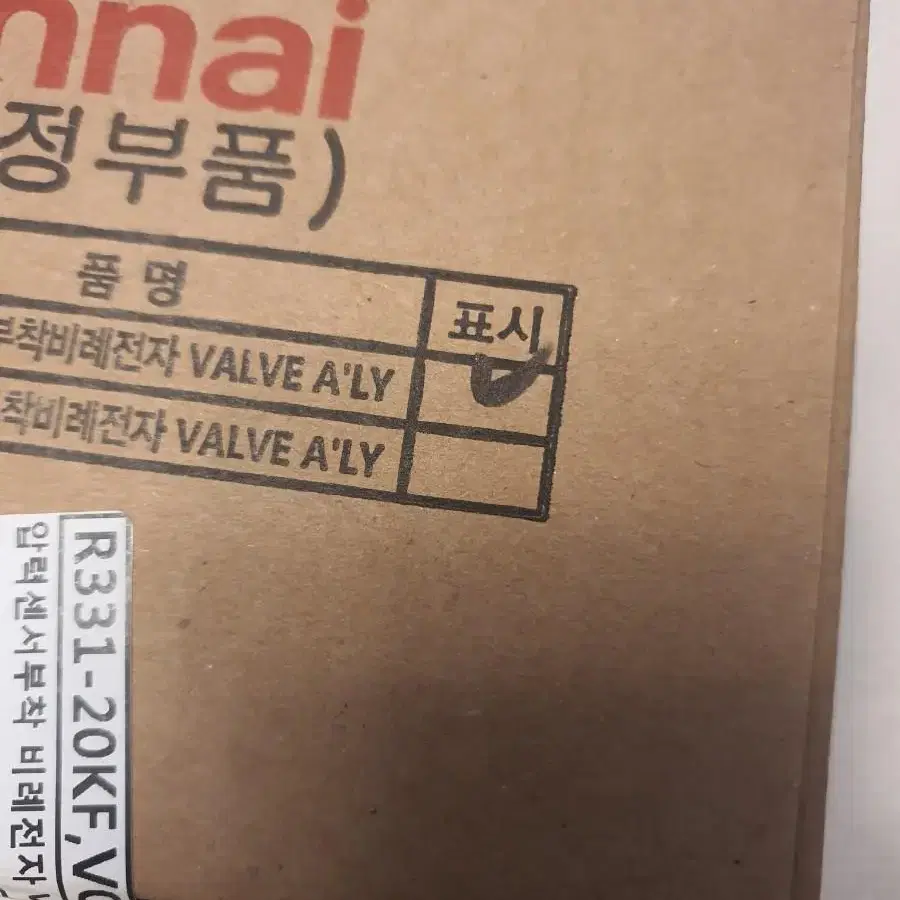 nnai
정부품)
품 명 표시
부착비례전자 VALVE A'LY
착비례전자 VALVE A'LY
R331-20KF,V
압력센서부착 비례전자